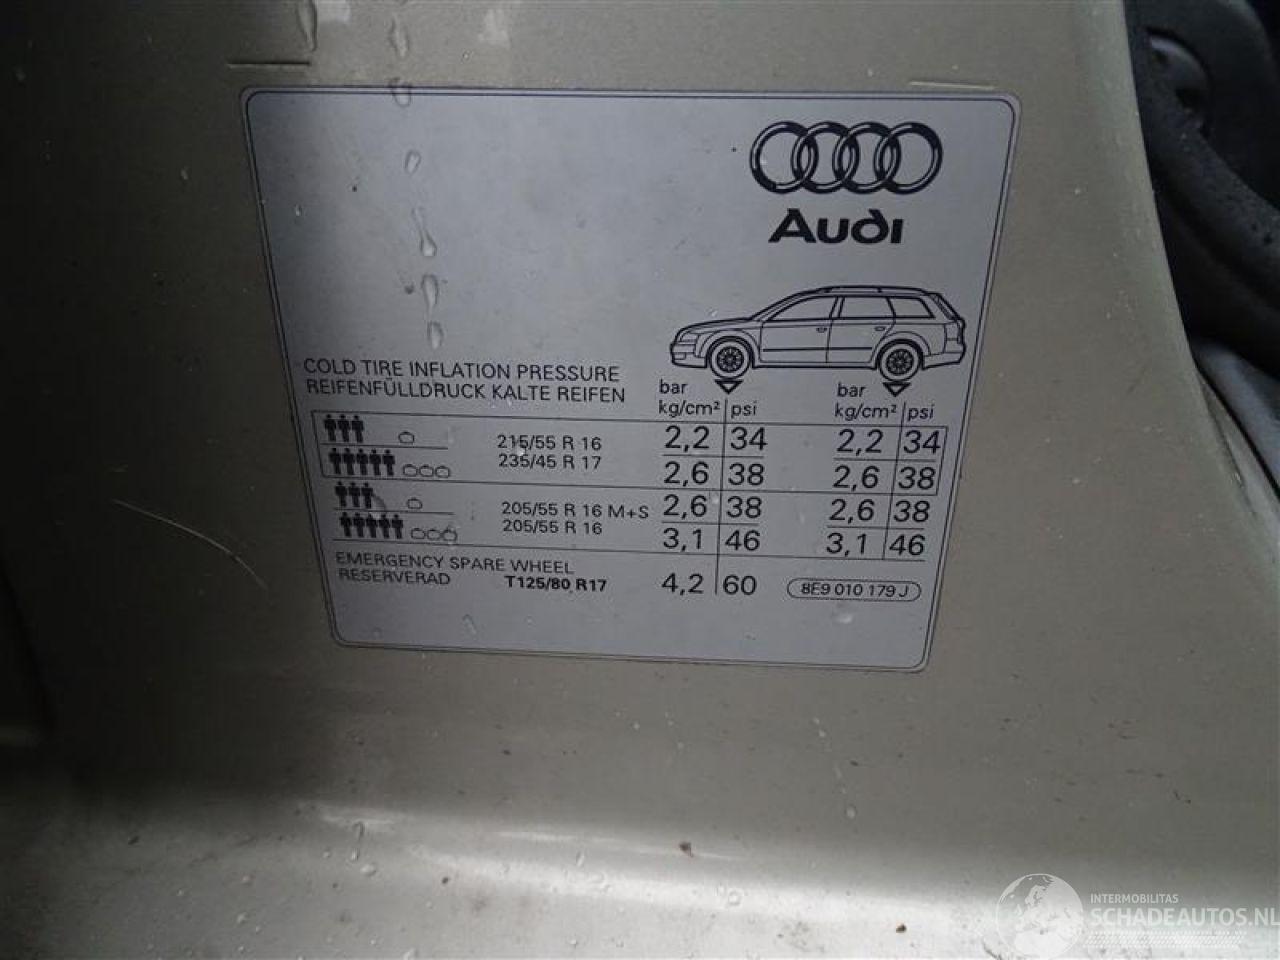 Audi
COLD TIRE INFLATION PRESSURE
REIFENFÜLLDRUCK KALTE REIFEN
bar
kg/cm² psi
bar
kg/cm² psi
215/55 R 16 2,2 34 2,2 34
235/45 R 17 2,6 38 2,6 38
205/55 R 16 M+S 2,6 38 2,6 38
205/55 R 16 3,1 46 3,1 46
EMERGENCY SPARE WHEEL
RESERVERAD T125/80 R17 4,2 60 8E9 010 179 J
INTERMOBILITAS
SCHADEAUTOS.NL